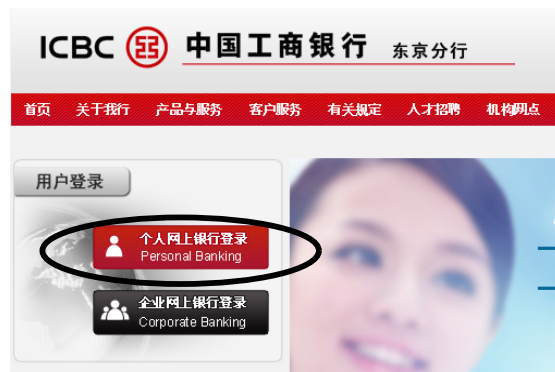 ICBC 中国工商银行 东京分行
首页 关于我行 产品与服务 客户服务 有关规定 人才招聘 机构网点
用户登录
个人网上银行登录
Personal Banking
企业网上银行登录
Corporate Banking